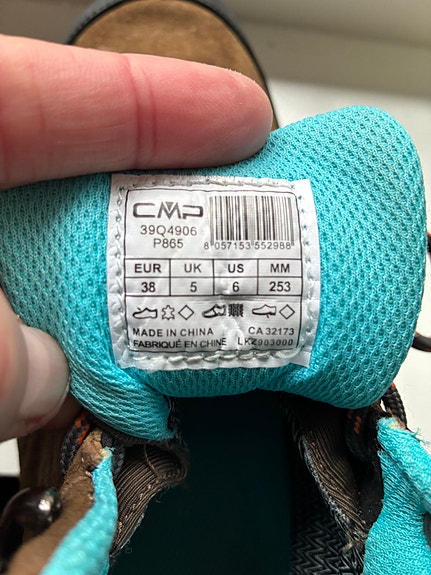 CMP
39Q4906
P865
8 057153 552988
EUR UK US MM
38 5 6 253
MADE IN CHINA CA 32173
FABRIQUÉ EN CHINE LKZ903000